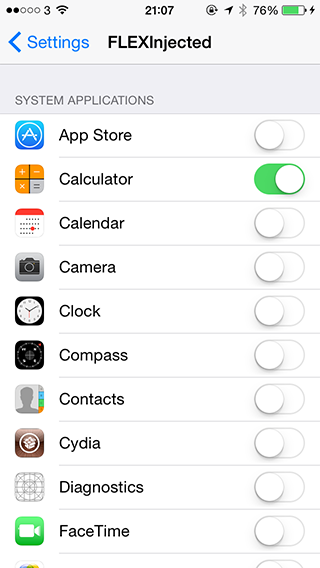 3 21:07 76%
Settings FLEXInjected
SYSTEM APPLICATIONS
App Store
Calculator
Calendar
Camera
Clock
Compass
Contacts
Cydia
Diagnostics
FaceTime